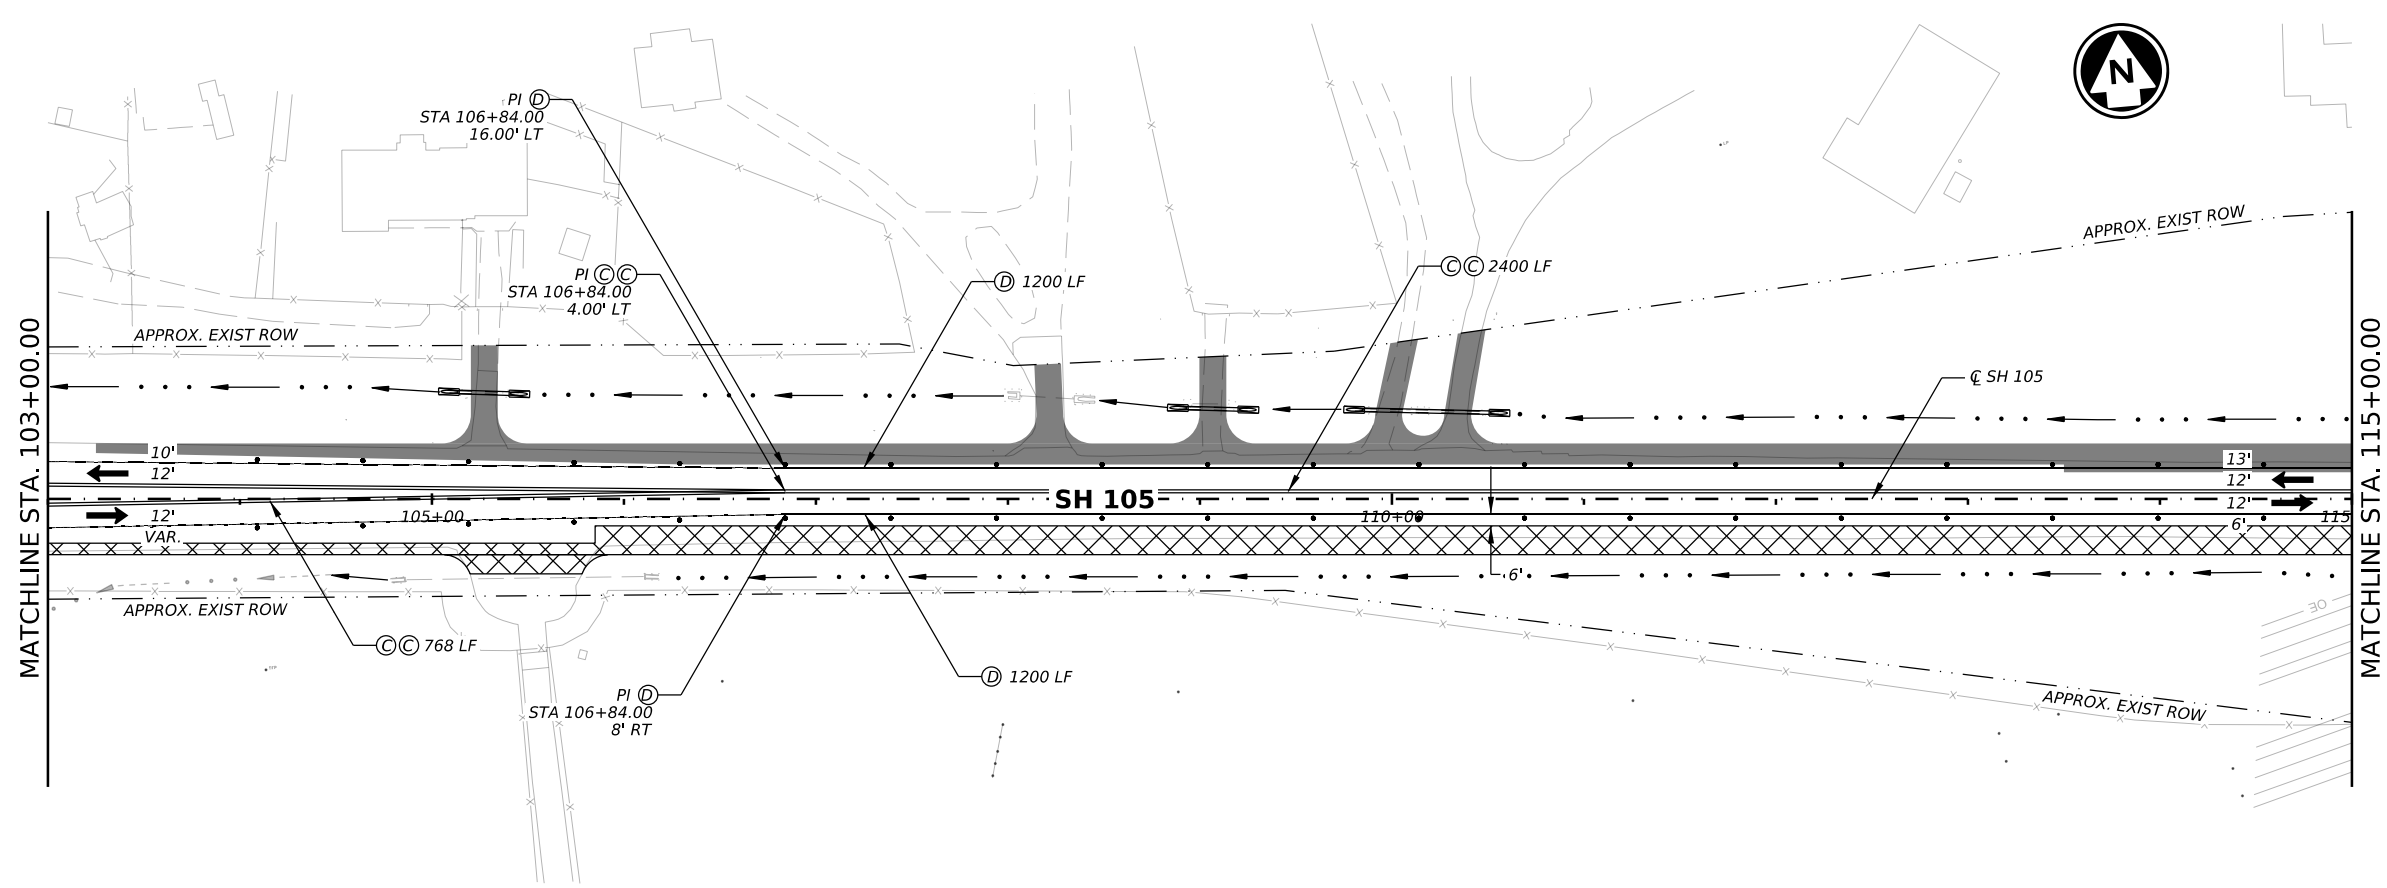 N
PI D
STA 106+84.00
16.00' LT
PI C C
STA 106+84.00
4.00' LT
D 1200 LF
C C 2400 LF
APPROX. EXIST ROW
APPROX. EXIST ROW
℄ SH 105
MATCHLINE STA. 103+00.00
MATCHLINE STA. 115+00.00
10'
12'
13'
12'
SH 105
12'
12'
105+00
110+00
115
VAR.
6'
6'
APPROX. EXIST ROW
OE
C C 768 LF
D 1200 LF
PI D
STA 106+84.00
8' RT
APPROX. EXIST ROW